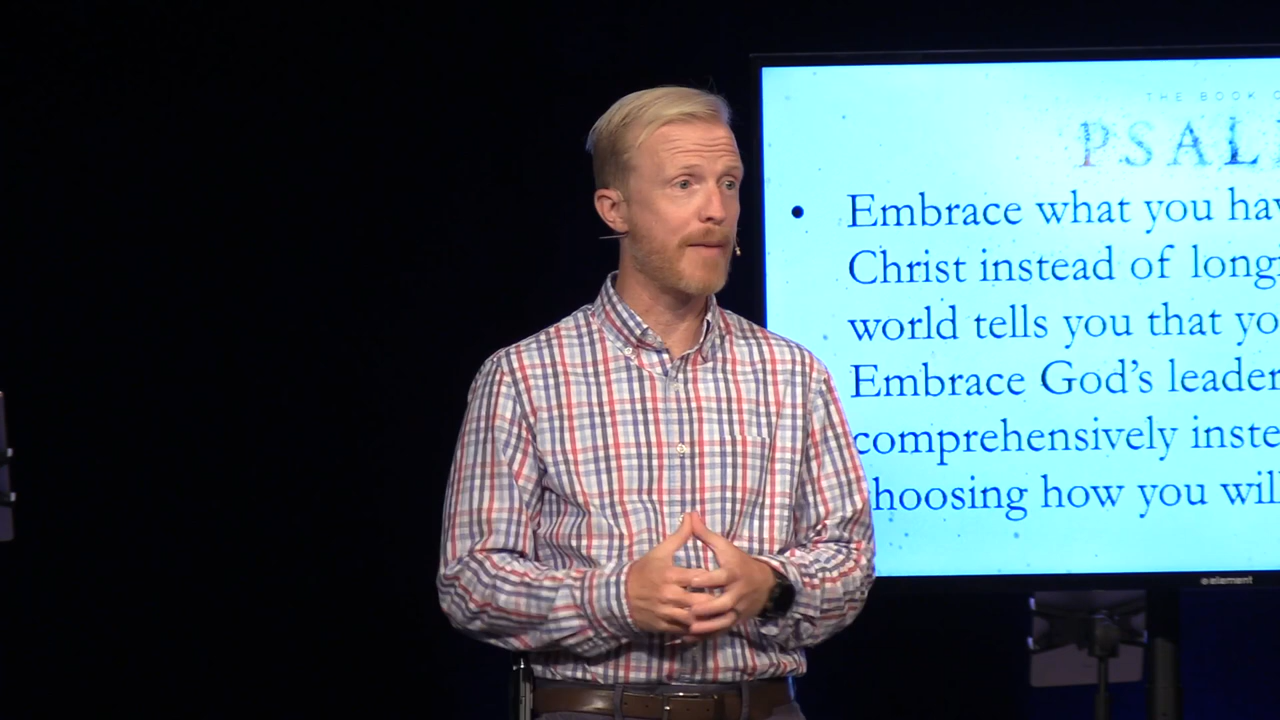 THE BOOK O
PSAL
Embrace what you hav
Christ instead of long
world tells you that yo
Embrace God's leader
comprehensively inste
choosing how you wil
element